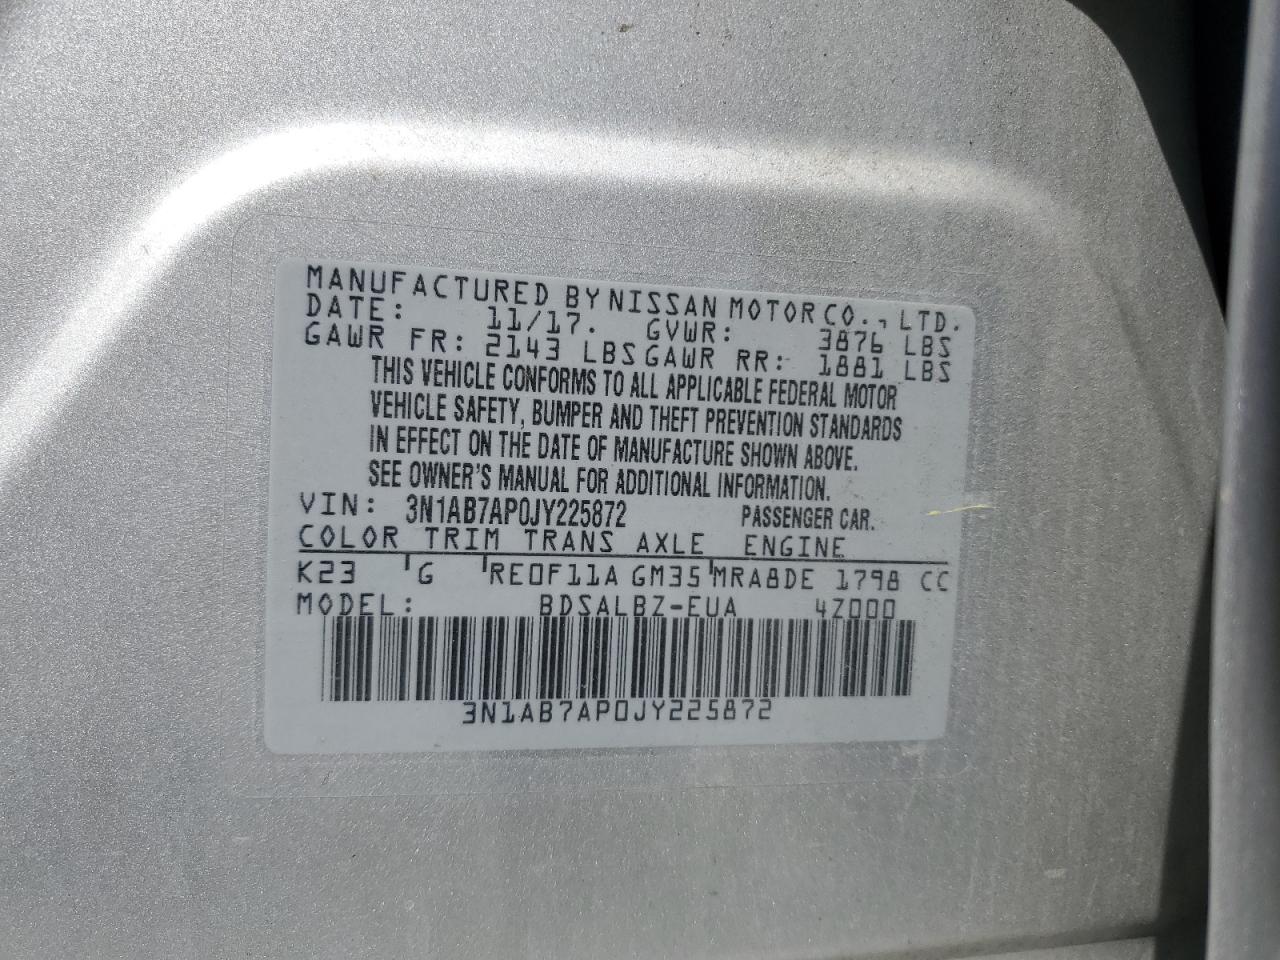 MANUFACTURED BY NISSAN MOTOR CO., LTD.
DATE: 11/17. GVWR: 3876 LBS
GAWR FR: 2143 LBS GAWR RR: 1881 LBS
THIS VEHICLE CONFORMS TO ALL APPLICABLE FEDERAL MOTOR
VEHICLE SAFETY, BUMPER AND THEFT PREVENTION STANDARDS
IN EFFECT ON THE DATE OF MANUFACTURE SHOWN ABOVE.
SEE OWNER'S MANUAL FOR ADDITIONAL INFORMATION.
VIN: 3N1AB7AP0JY225872 PASSENGER CAR.
COLOR TRIM TRANS AXLE ENGINE
K23 G RE0F11A GM35 MRA8DE 1798 CC
MODEL: BDSALBZ-EUA 4Z000
3N1AB7AP0JY225872